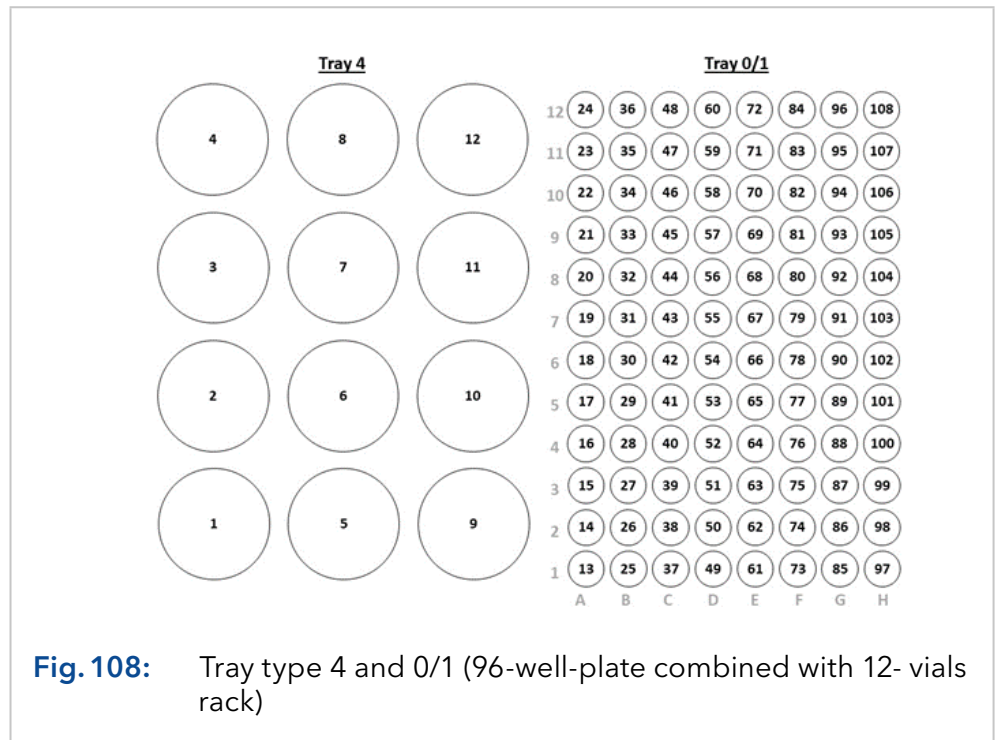 Tray 4
4 8 12
3 7 11
2 6 10
1 5 9
Tray 0/1
12 24 36 48 60 72 84 96 108
11 23 35 47 59 71 83 95 107
10 22 34 46 58 70 82 94 106
9 21 33 45 57 69 81 93 105
8 20 32 44 56 68 80 92 104
7 19 31 43 55 67 79 91 103
6 18 30 42 54 66 78 90 102
5 17 29 41 53 65 77 89 101
4 16 28 40 52 64 76 88 100
3 15 27 39 51 63 75 87 99
2 14 26 38 50 62 74 86 98
1 13 25 37 49 61 73 85 97
A B C D E F G H
Fig. 108: Tray type 4 and 0/1 (96-well-plate combined with 12- vials
rack)